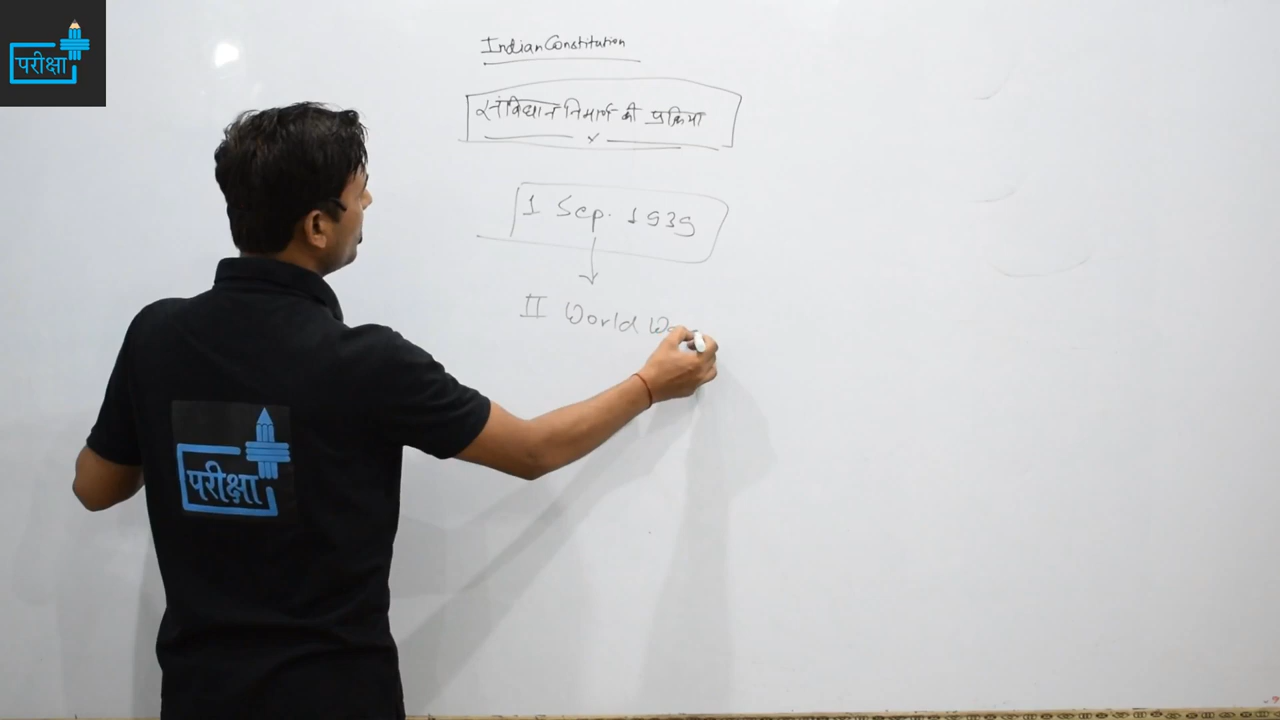 परीक्षा
Indian Constitution
संविधान निमार्ण की प्रक्रिया
x
1 Sep. 1939
II World War
परीक्षा